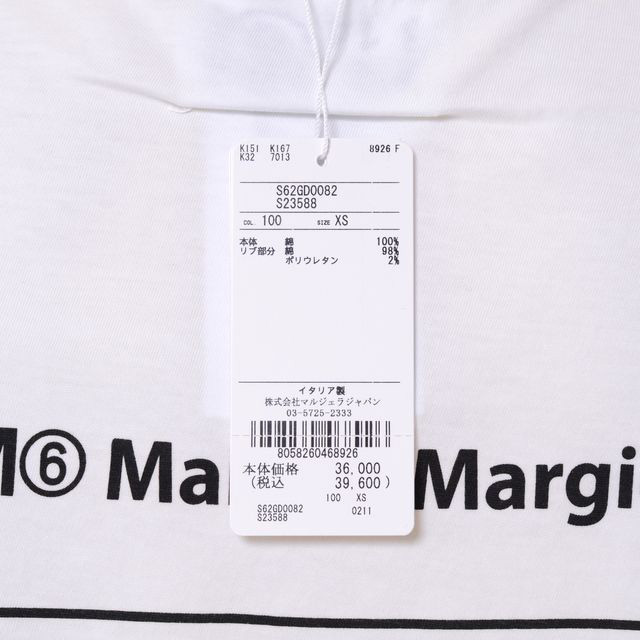 K151 K167 8926 F
K32 7013
S62GD0082
S23588
COL. 100 SIZE XS
本体 綿 100%
リブ部分 綿 98%
ポリウレタン 2%
イタリア製
株式会社マルジェラジャパン
03-5725-2333
8058260468926
本体価格 36,000
(税込 39,600)
100 XS
S62GD0082
S23588 0211
M⑥ Ma Margi